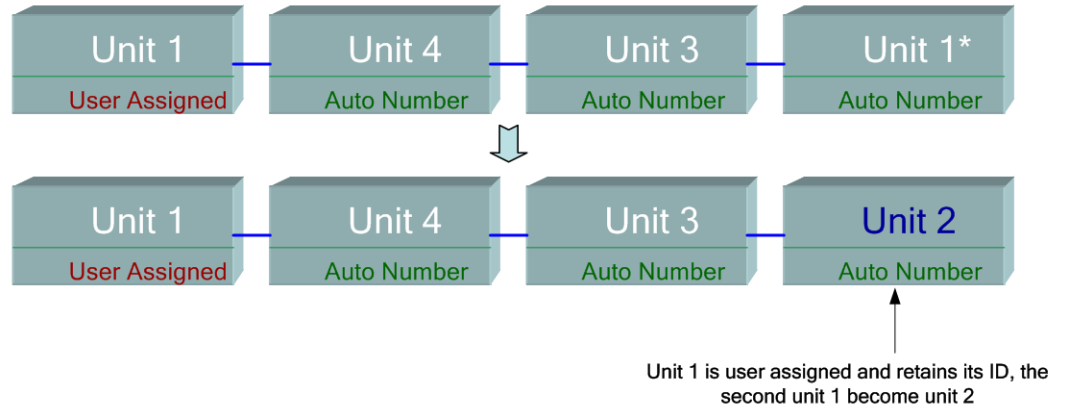 Unit 1 Unit 4 Unit 3 Unit 1*
User Assigned Auto Number Auto Number Auto Number
Unit 1 Unit 4 Unit 3 Unit 2
User Assigned Auto Number Auto Number Auto Number
Unit 1 is user assigned and retains its ID, the
second unit 1 become unit 2